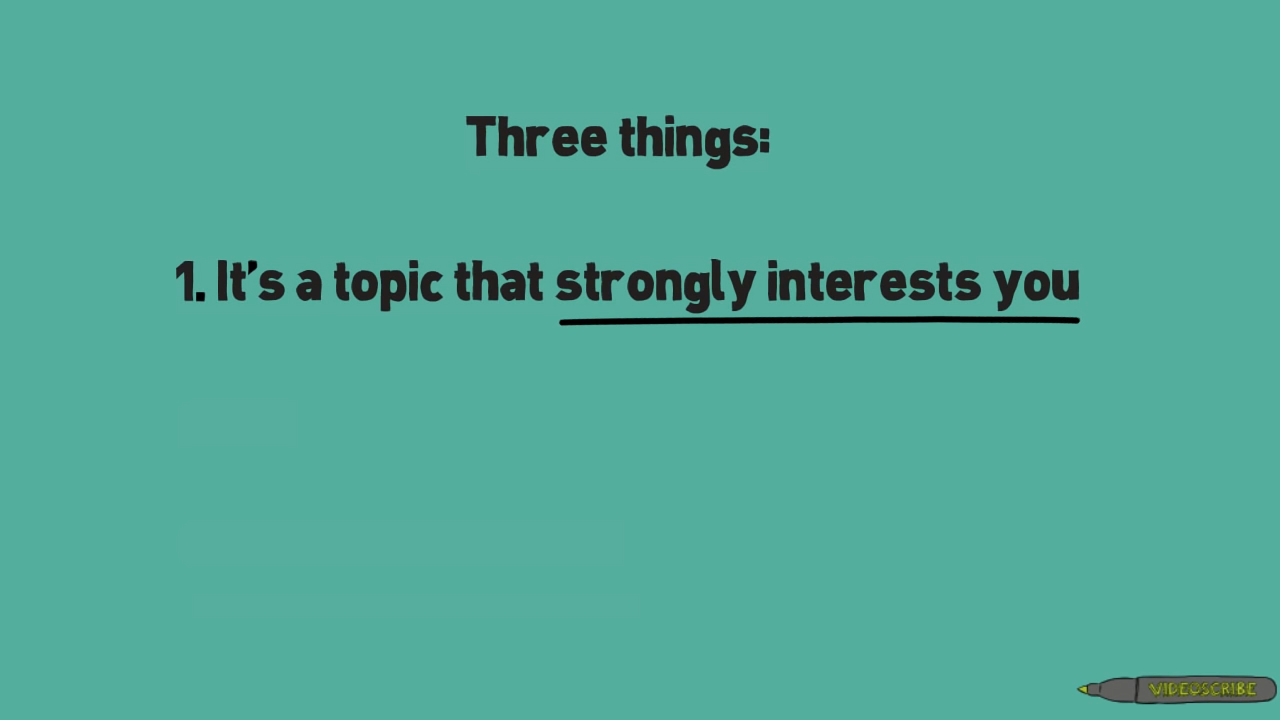 Three things:
1. It's a topic that strongly interests you
VIDEOSCRIBE